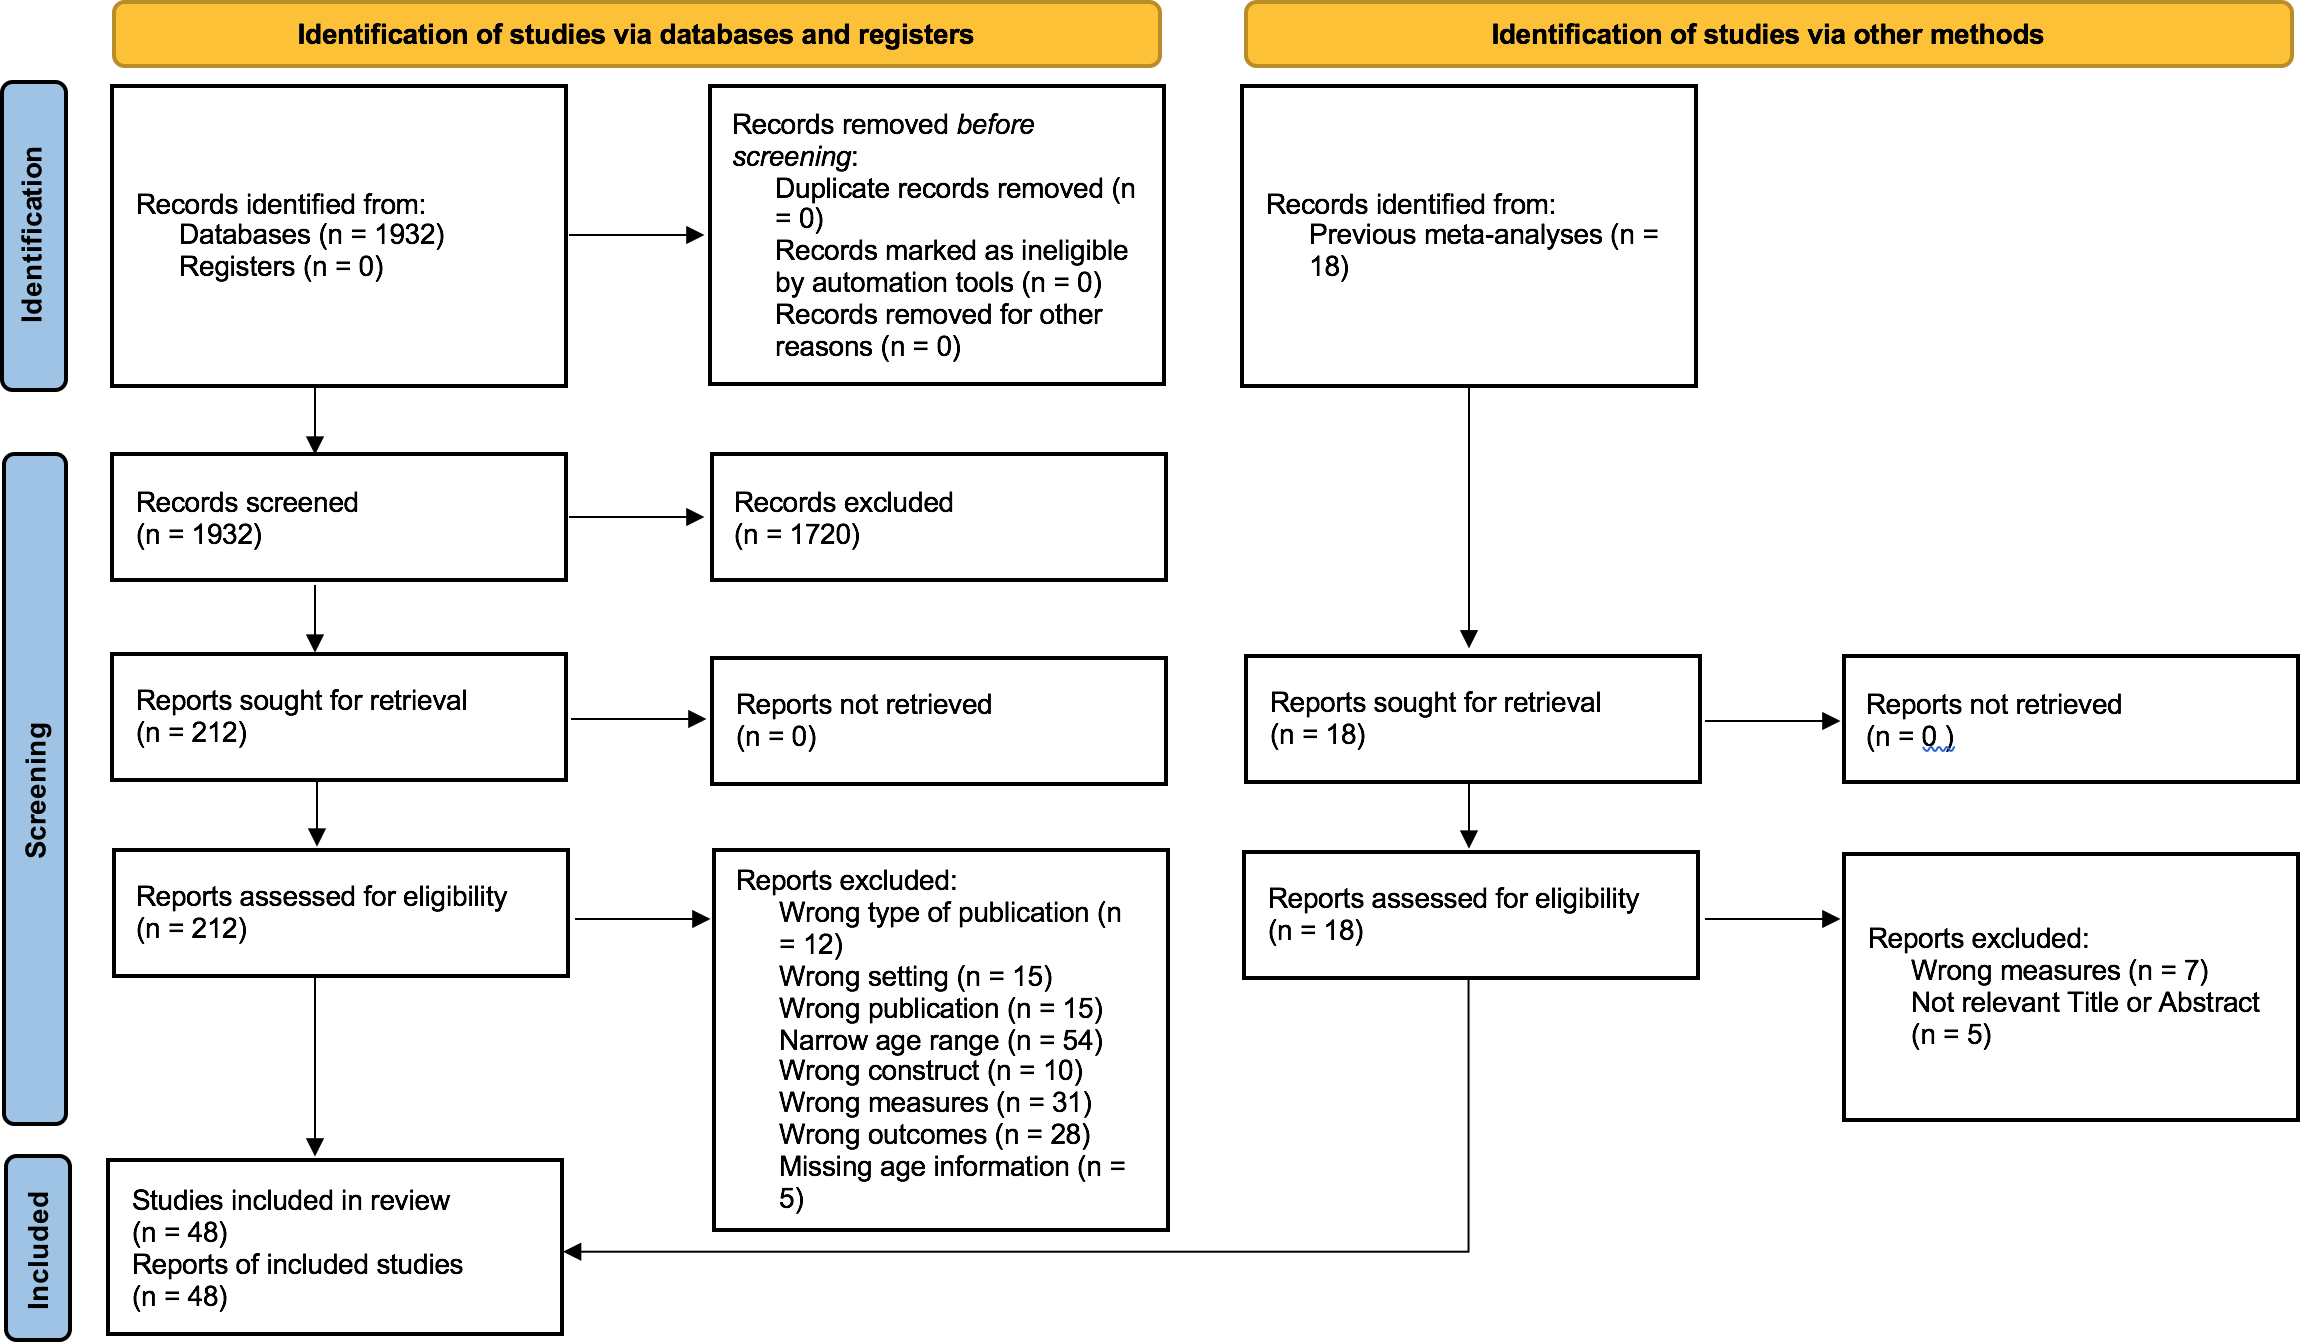 Identification of studies via databases and registers
Identification of studies via other methods
Identification
Records identified from:
Databases (n = 1932)
Registers (n = 0)
Records removed before
screening:
Duplicate records removed (n
= 0)
Records marked as ineligible
by automation tools (n = 0)
Records removed for other
reasons (n = 0)
Records identified from:
Previous meta-analyses (n =
18)
Screening
Records screened
(n = 1932)
Records excluded
(n = 1720)
Reports sought for retrieval
(n = 212)
Reports not retrieved
(n = 0)
Reports sought for retrieval
(n = 18)
Reports not retrieved
(n = 0 )
Reports assessed for eligibility
(n = 212)
Reports excluded:
Wrong type of publication (n
= 12)
Wrong setting (n = 15)
Wrong publication (n = 15)
Narrow age range (n = 54)
Wrong construct (n = 10)
Wrong measures (n = 31)
Wrong outcomes (n = 28)
Missing age information (n =
5)
Reports assessed for eligibility
(n = 18)
Reports excluded:
Wrong measures (n = 7)
Not relevant Title or Abstract
(n = 5)
Included
Studies included in review
(n = 48)
Reports of included studies
(n = 48)